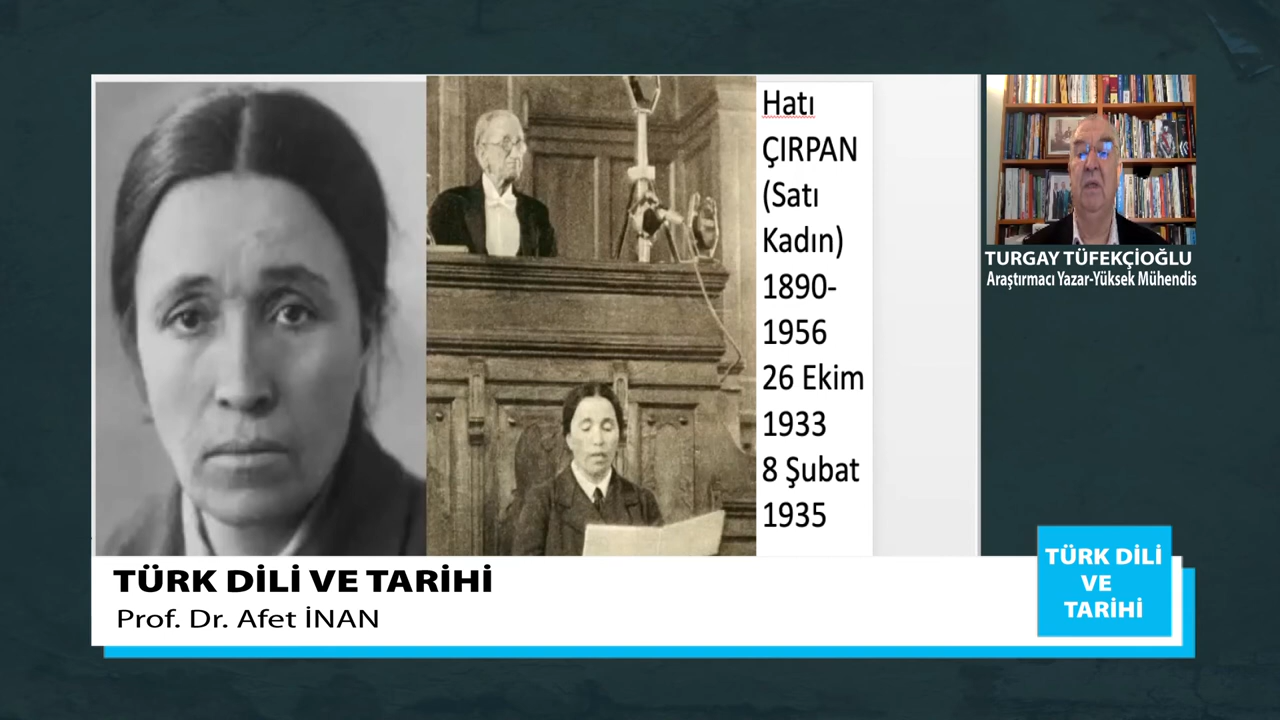 Hatı
ÇIRPAN
(Satı
Kadın)
1890-
1956
26 Ekim
1933
8 Şubat
1935
TURGAY TÜFEKÇİOĞLU
Araştırmacı Yazar-Yüksek Mühendis
TÜRK DİLİ VE TARİHİ
Prof. Dr. Afet İNAN
TÜRK DİLİ
VE
TARİHİ